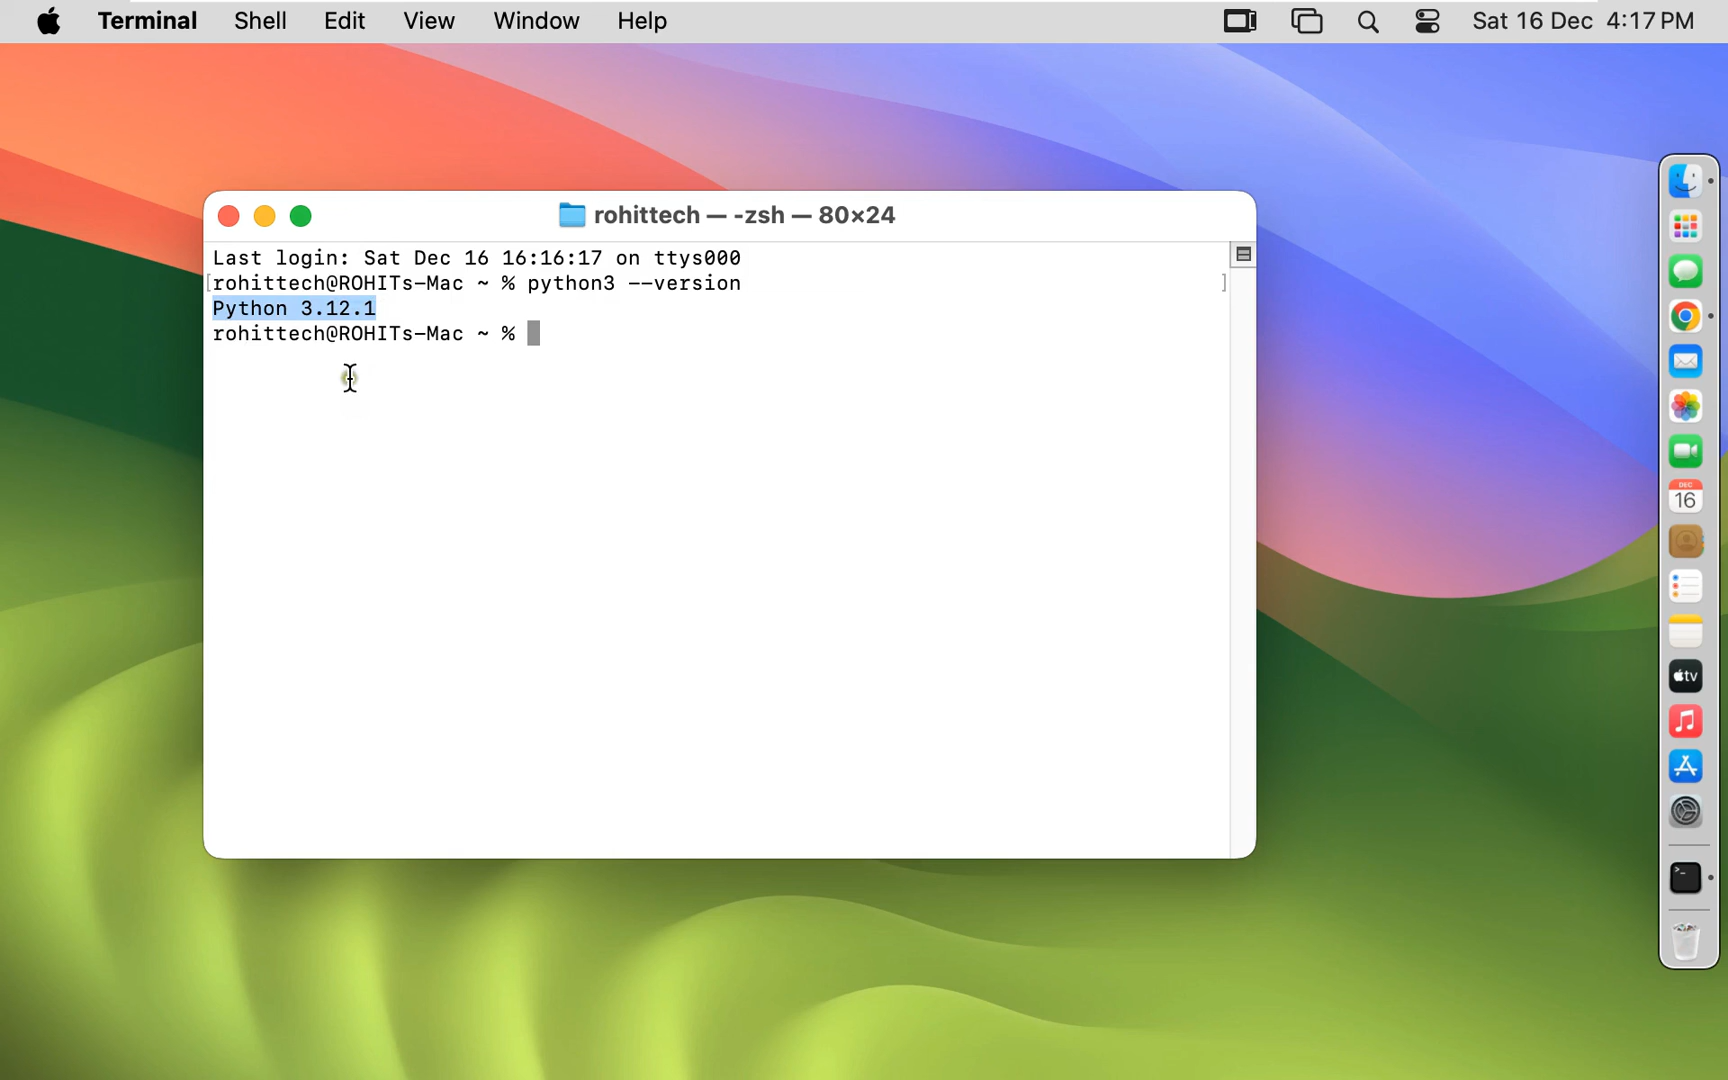 Terminal Shell Edit View Window Help Sat 16 Dec 4:17 PM
rohittech — -zsh — 80×24
Last login: Sat Dec 16 16:16:17 on ttys000
[rohittech@ROHITs-Mac ~ % python3 --version ]
Python 3.12.1
rohittech@ROHITs-Mac ~ %
DEC
16
tv
>_